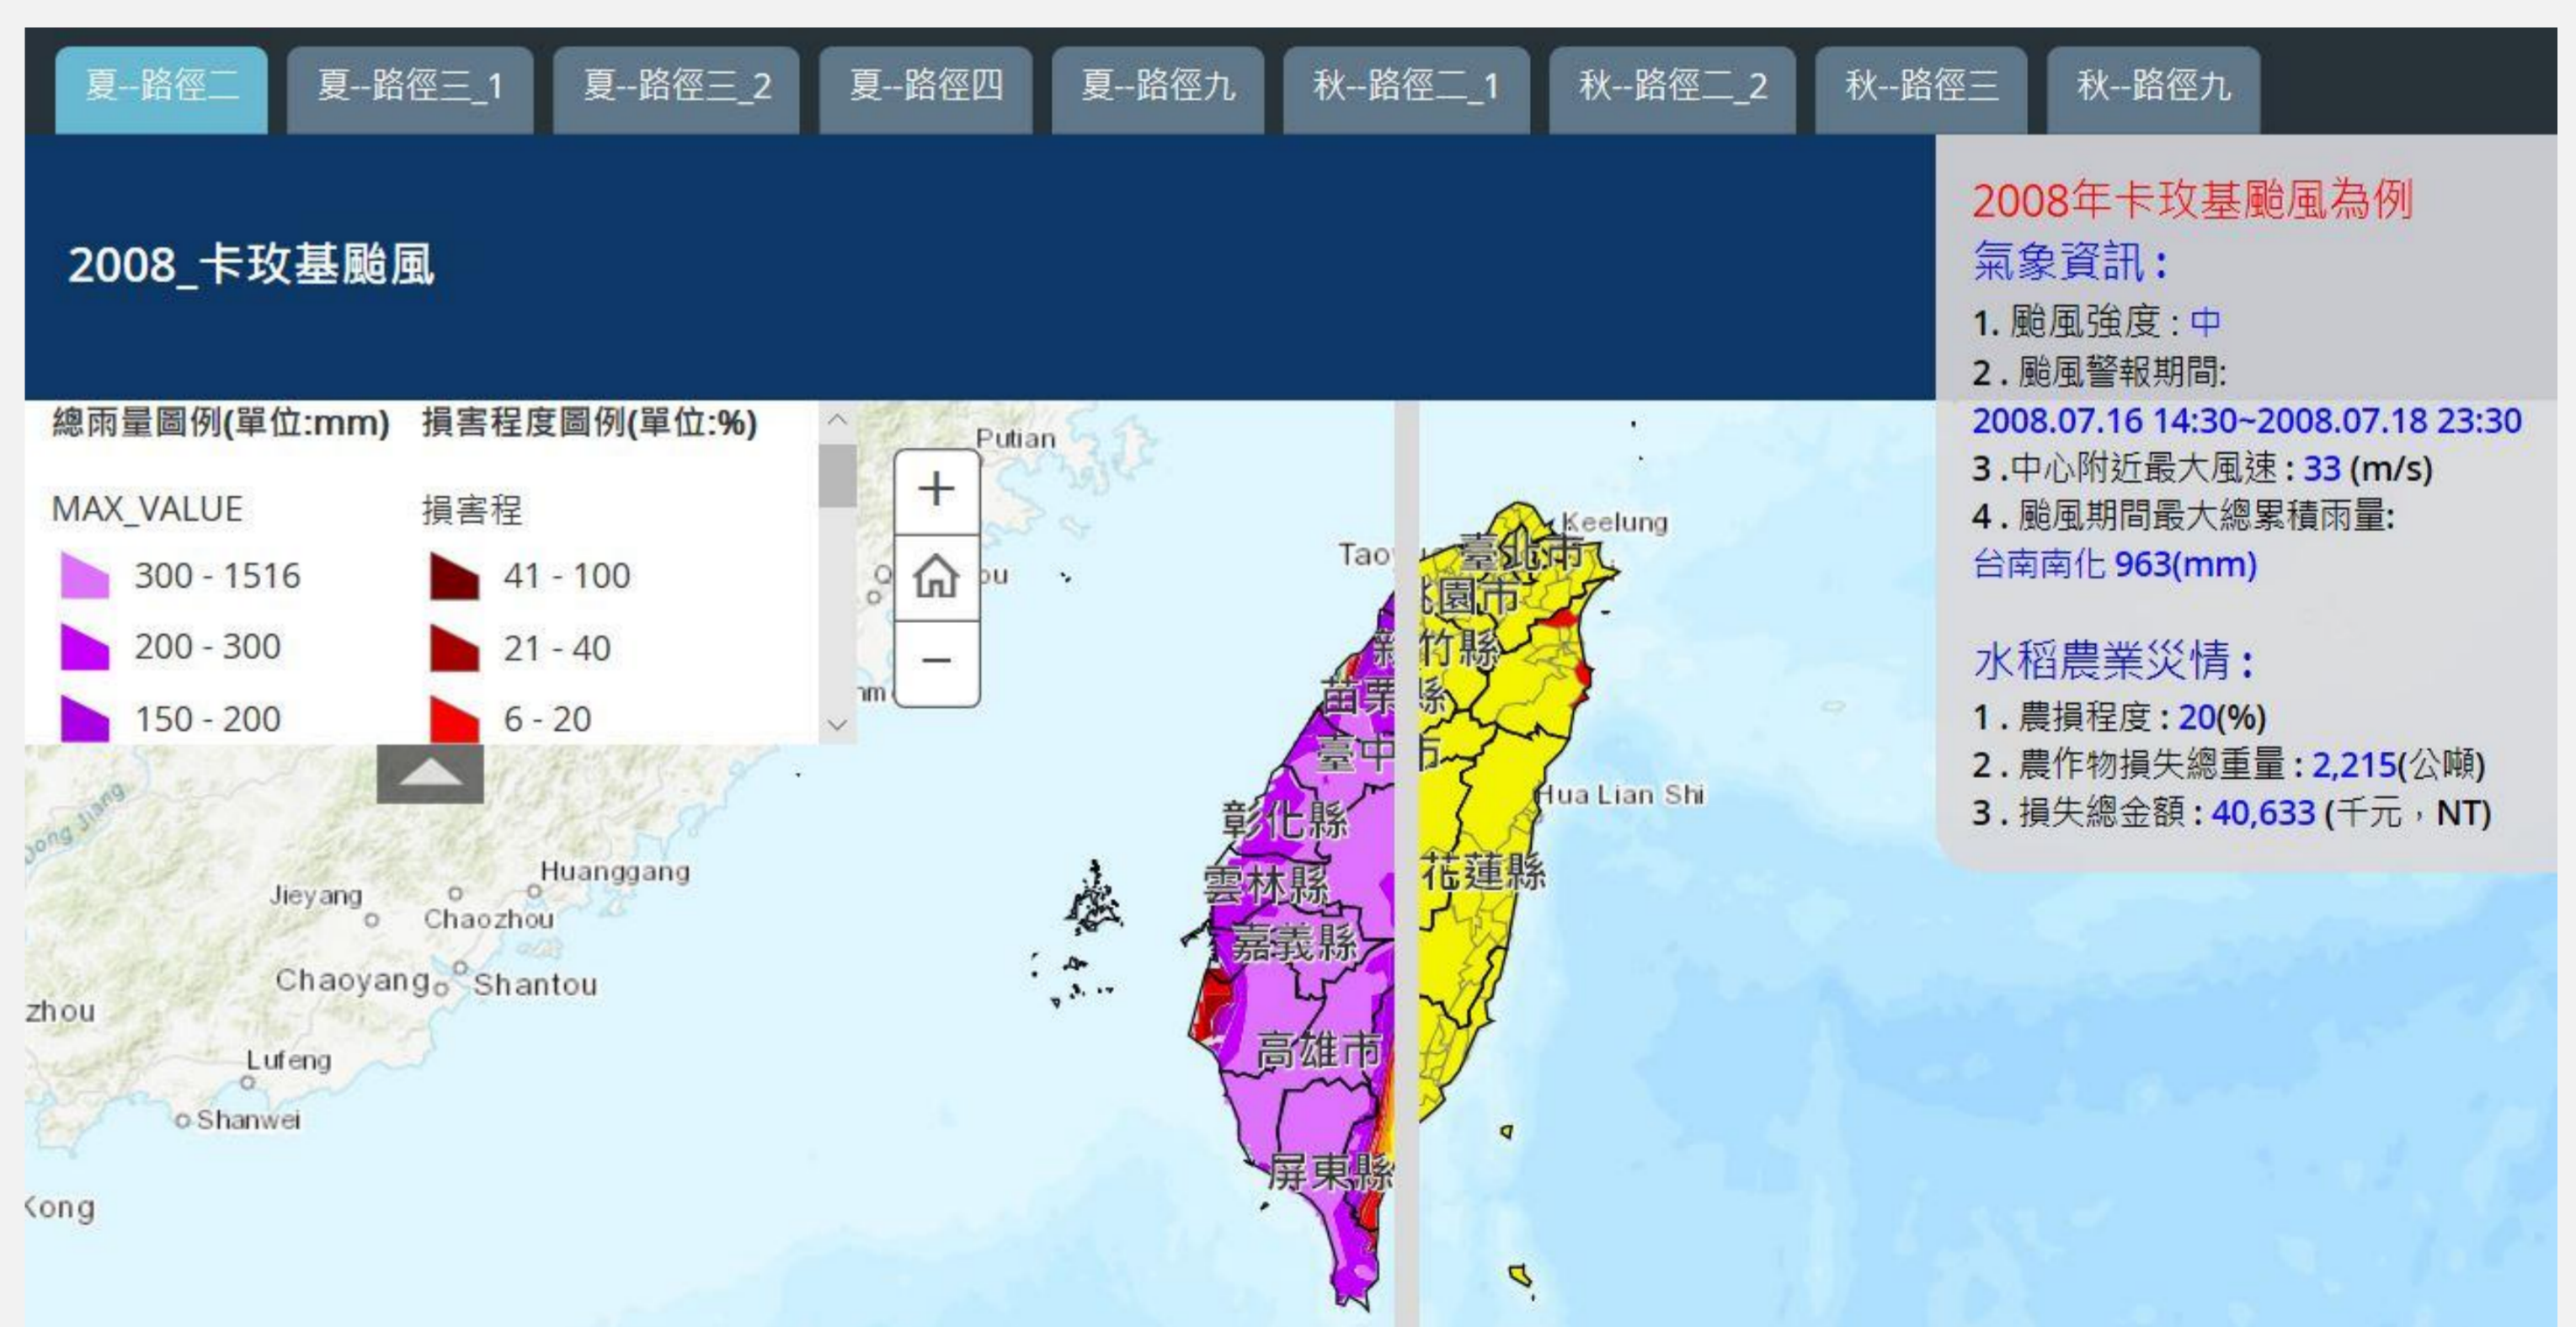 夏--路徑二
夏--路徑三_1
夏--路徑三_2
夏--路徑四
夏--路徑九
秋--路徑二_1
秋--路徑二_2
秋--路徑三
秋--路徑九
2008_卡玫基颱風
2008年卡玫基颱風為例
氣象資訊:
1. 颱風強度 : 中
2 . 颱風警報期間:
2008.07.16 14:30~2008.07.18 23:30
3 .中心附近最大風速 : 33 (m/s)
4 . 颱風期間最大總累積雨量:
台南南化 963(mm)
水稻農業災情 :
1 . 農損程度 : 20(%)
2 . 農作物損失總重量 : 2,215(公噸)
3 . 損失總金額 : 40,633 (千元，NT)
總雨量圖例(單位:mm)
MAX_VALUE
300 - 1516
200 - 300
150 - 200
損害程度圖例(單位:%)
損害程
41 - 100
21 - 40
6 - 20
+
−
Putian
Keelung
Tao
臺北市
園市
新竹縣
苗栗縣
臺中市
Hua Lian Shi
彰化縣
雲林縣
花蓮縣
嘉義縣
高雄市
屏東縣
ong Jiang
Huanggang
Jieyang
Chaozhou
Chaoyang
Shantou
zhou
Lufeng
Shanwei
Kong